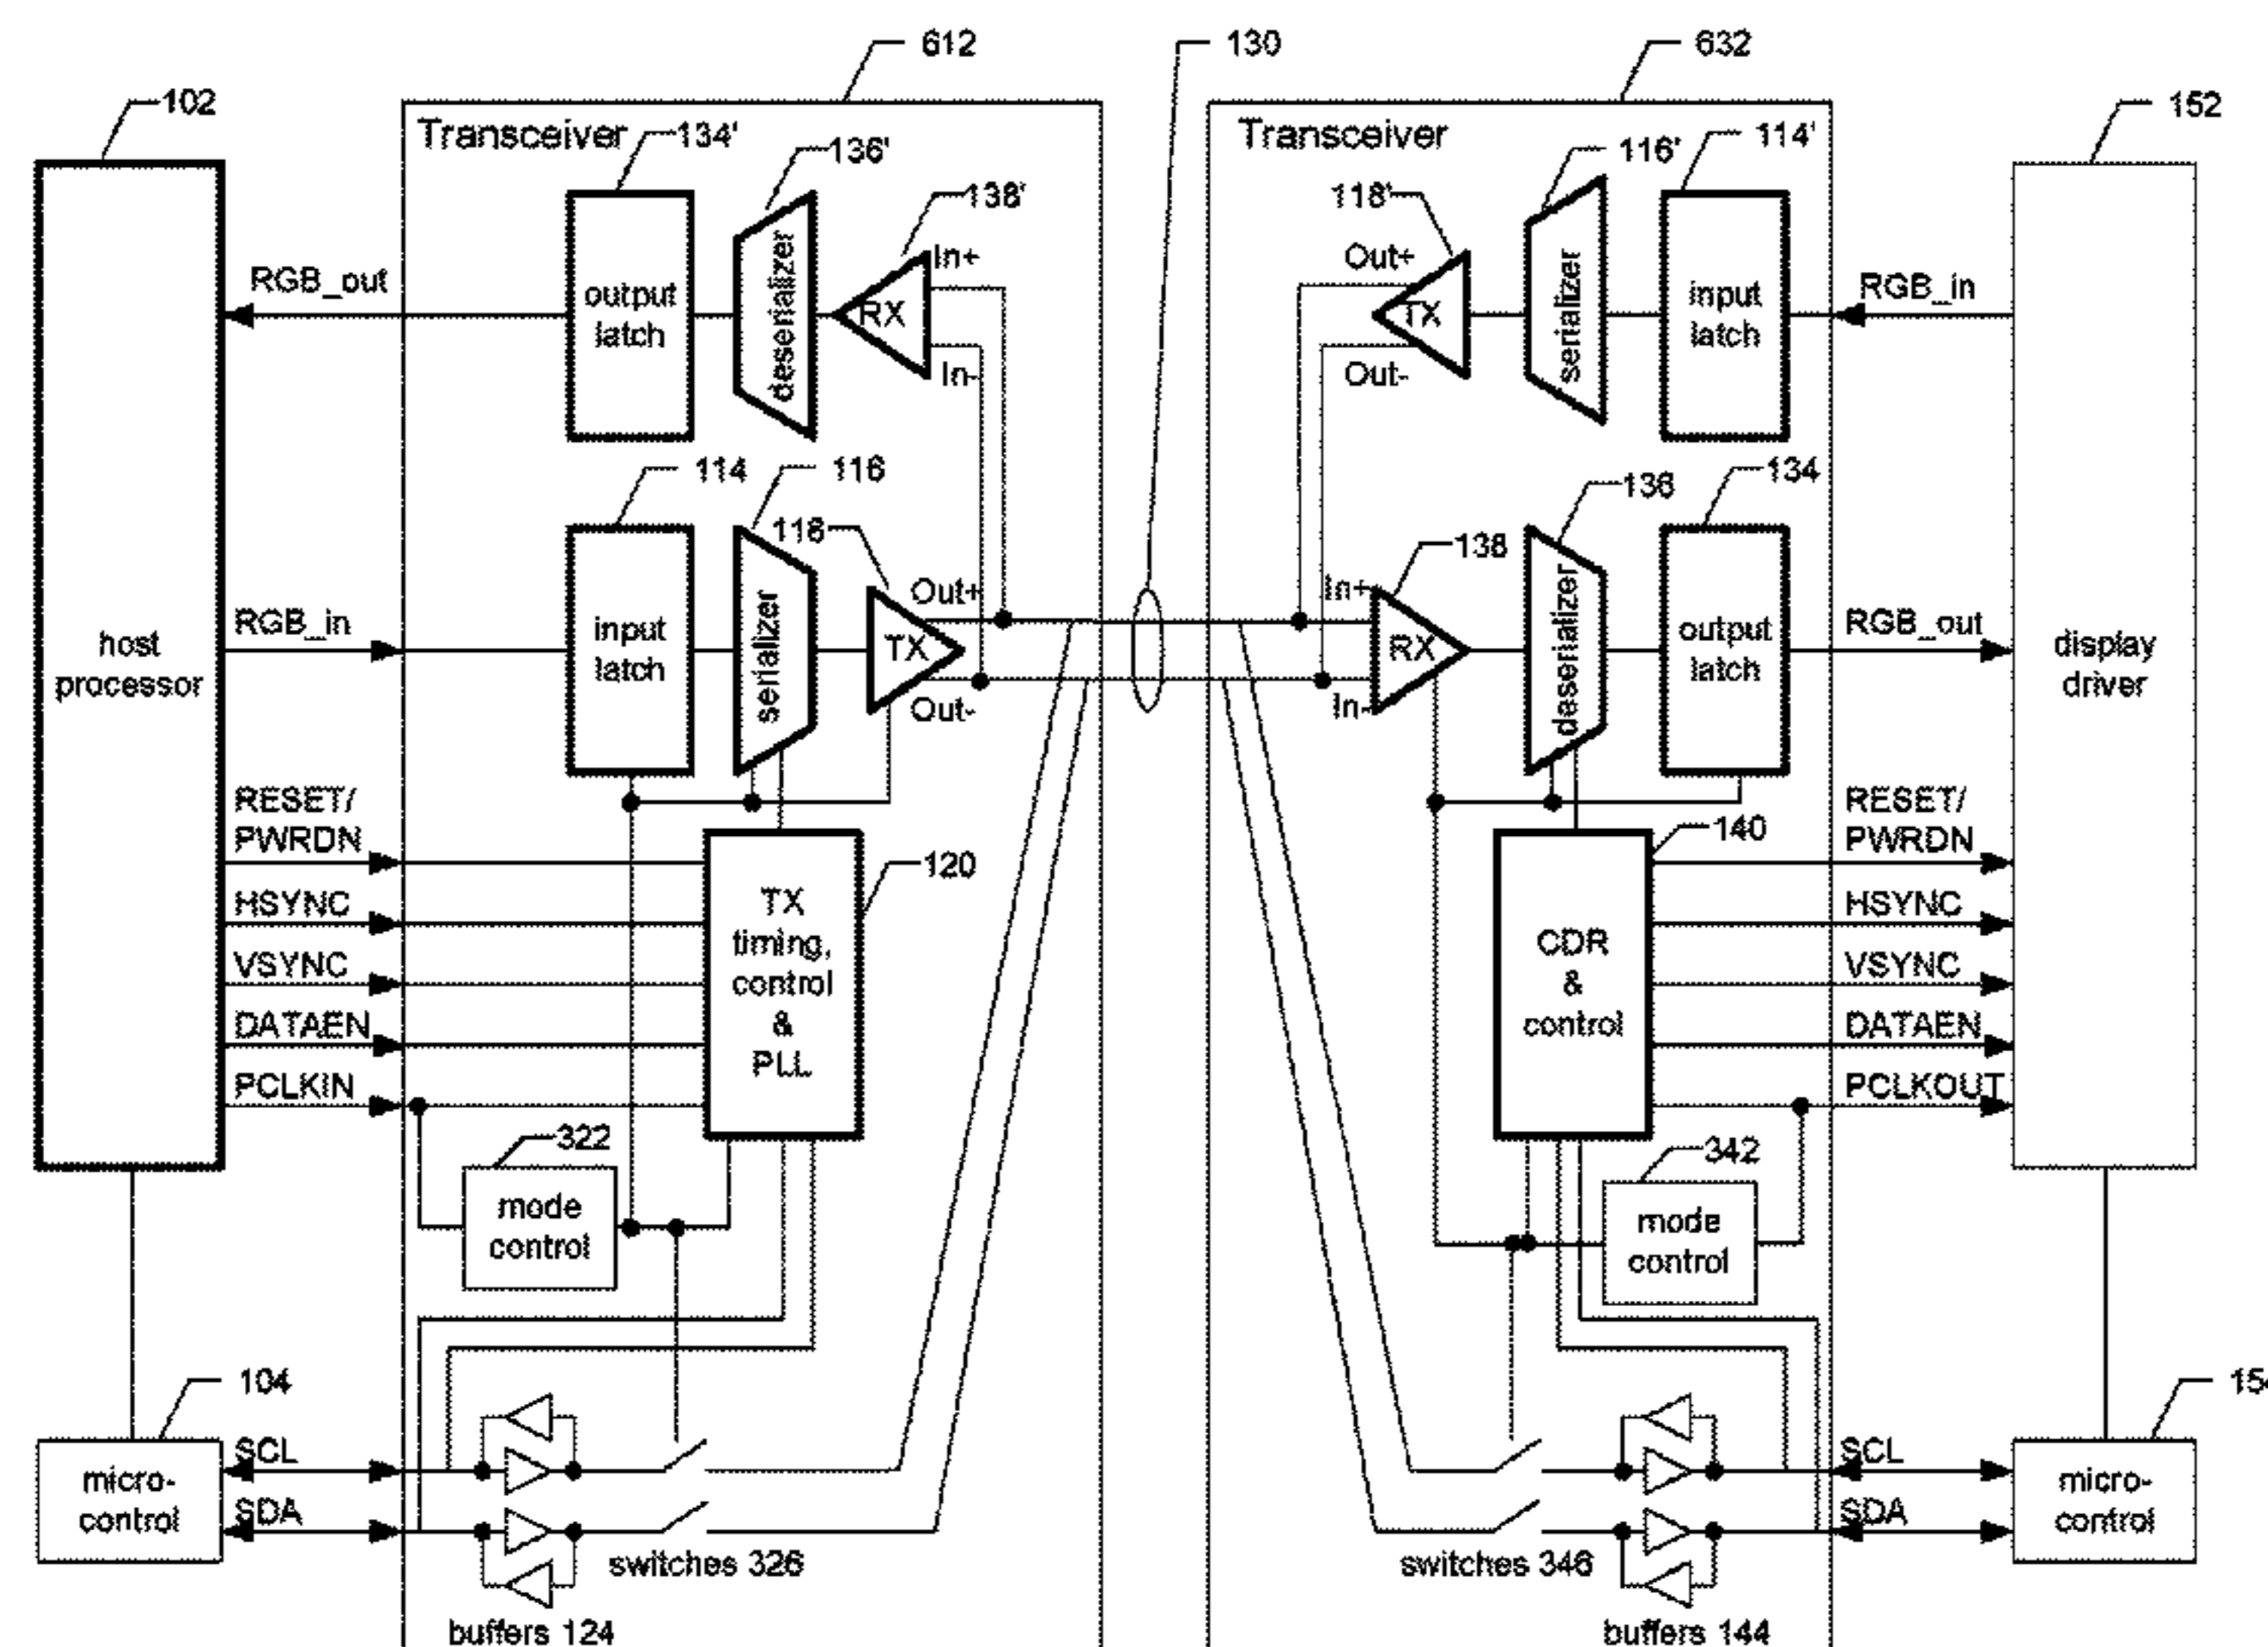 612
130
632
102
152
Transceiver
134'
136'
138'
Transceiver
118'
116'
114'
RGB_out
output
latch
deserializer
RX
In+
In-
Out+
Out-
TX
serializer
input
latch
RGB_in
114
116
118
138
136
134
host
processor
RGB_in
input
latch
serializer
TX
Out+
Out-
In+
In-
RX
deserializer
output
latch
RGB_out
display
driver
RESET/
PWRDN
HSYNC
VSYNC
DATAEN
PCLKIN
120
TX
timing,
control
&
PLL
140
CDR
&
control
RESET/
PWRDN
HSYNC
VSYNC
DATAEN
PCLKOUT
322
mode
control
342
mode
control
104
micro-
control
SCL
SDA
switches 326
buffers 124
switches 346
buffers 144
SCL
SDA
micro-
control